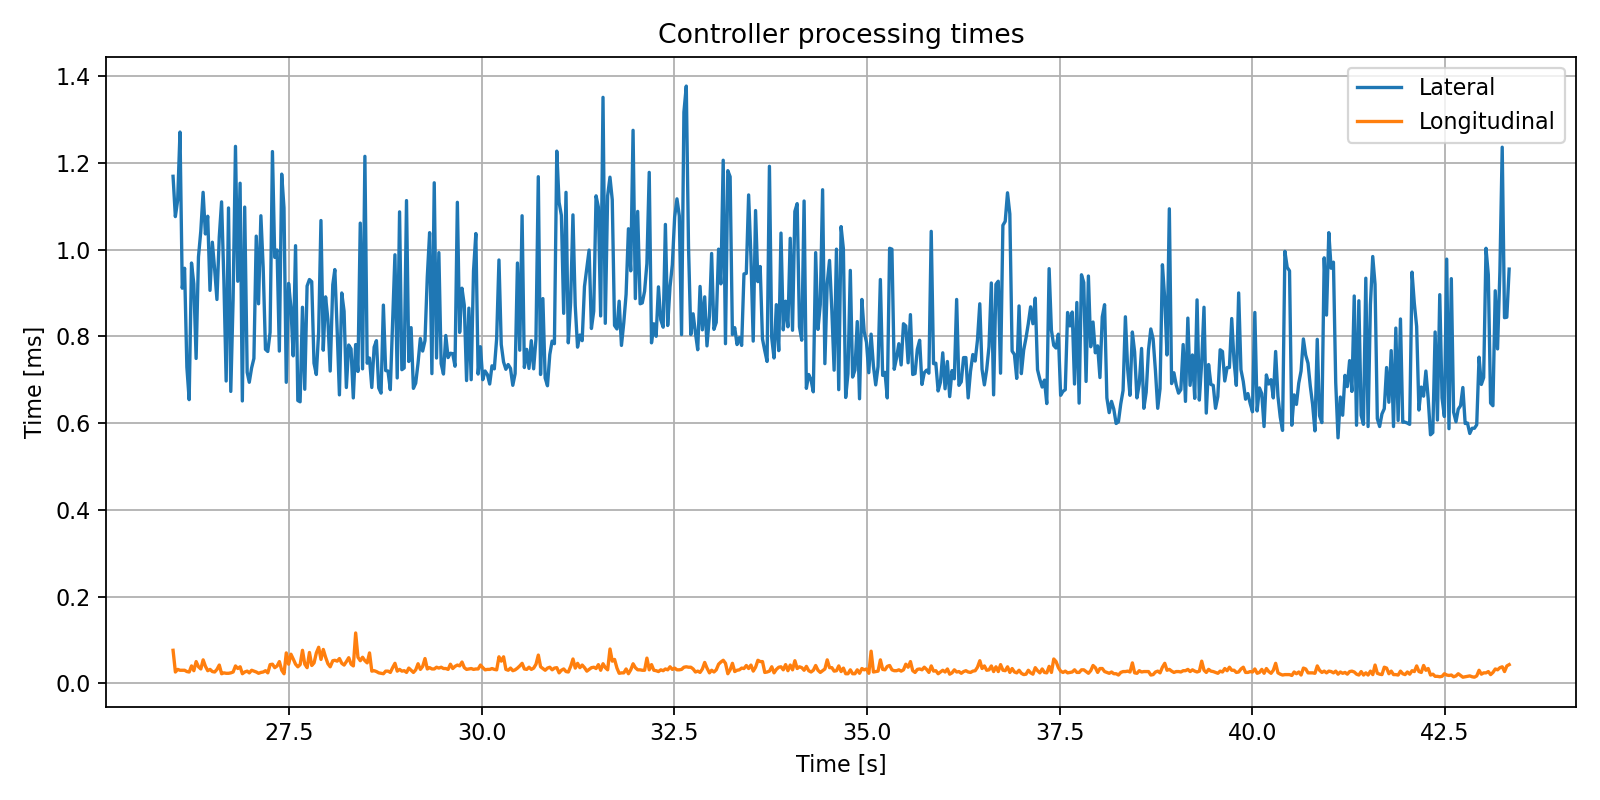 Controller processing times
Lateral
Longitudinal
Time [ms]
1.4
1.2
1.0
0.8
0.6
0.4
0.2
0.0
27.5 30.0 32.5 35.0 37.5 40.0 42.5
Time [s]